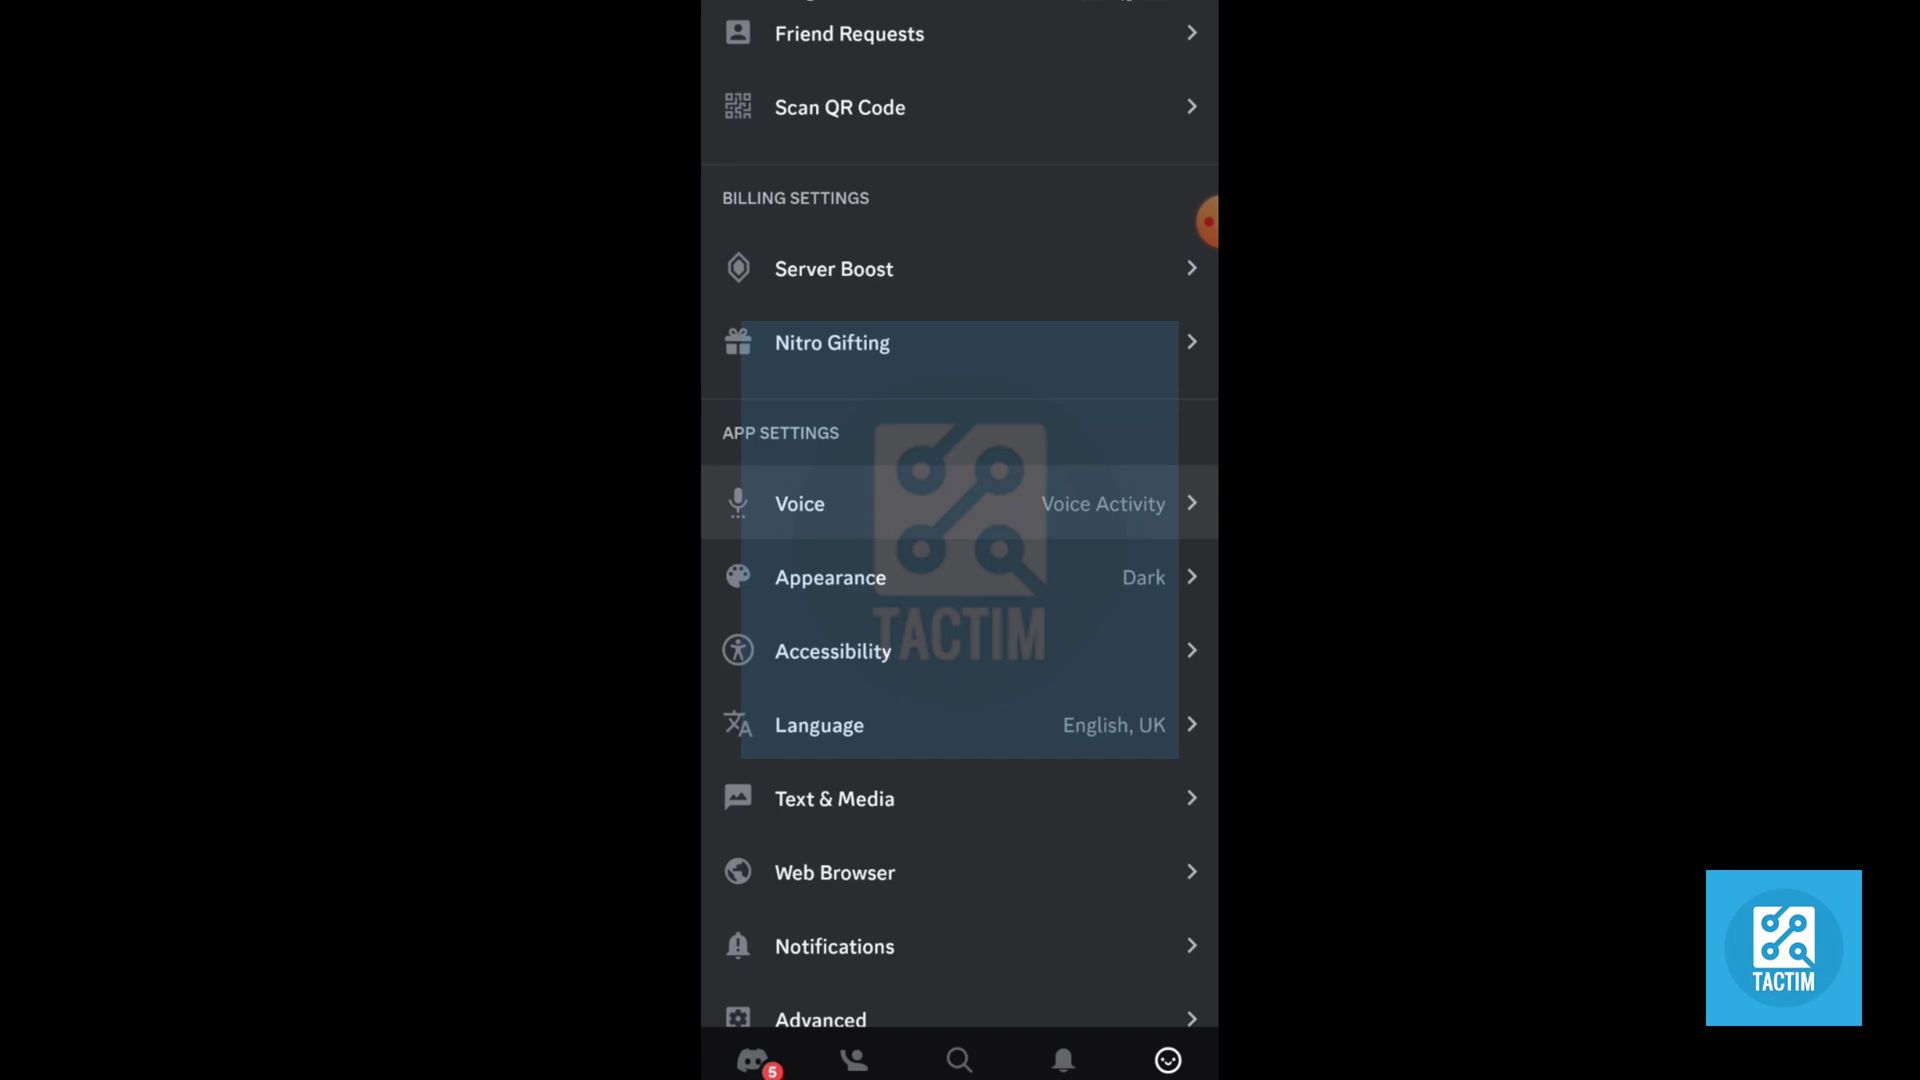 Friend Requests
Scan QR Code
BILLING SETTINGS
Server Boost
Nitro Gifting
APP SETTINGS
Voice Voice Activity
Appearance Dark
TACTIM
Accessibility
Language English, UK
Text & Media
Web Browser
Notifications
Advanced
5
TACTIM